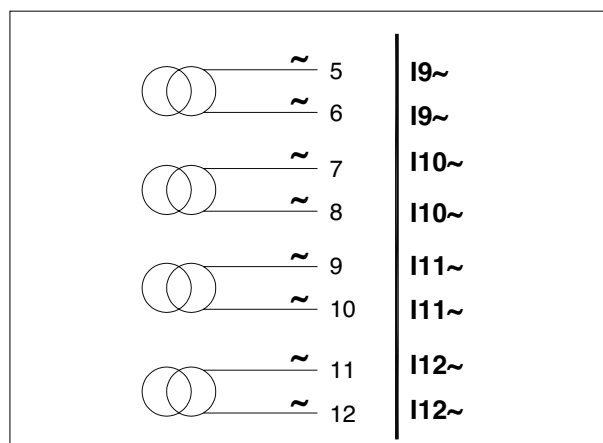 ~ 5 I9~
~ 6 I9~
~ 7 I10~
~ 8 I10~
~ 9 I11~
~ 10 I11~
~ 11 I12~
~ 12 I12~